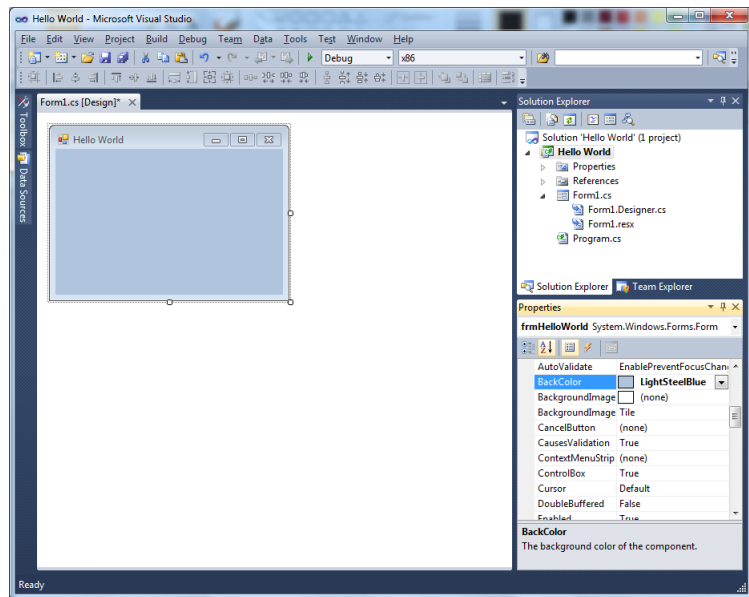 Hello World - Microsoft Visual Studio
File Edit View Project Build Debug Team Data Tools Test Window Help
Debug x86
Toolbox
Data Sources
Form1.cs [Design]*
Hello World
Solution Explorer
Solution 'Hello World' (1 project)
Hello World
Properties
References
Form1.cs
Form1.Designer.cs
Form1.resx
Program.cs
Solution Explorer Team Explorer
Properties
frmHelloWorld System.Windows.Forms.Form
AutoValidate EnablePreventFocusChan
BackColor LightSteelBlue
BackgroundImage (none)
BackgroundImage Tile
CancelButton (none)
CausesValidation True
ContextMenuStrip (none)
ControlBox True
Cursor Default
DoubleBuffered False
Enabled True
BackColor
The background color of the component.
Ready